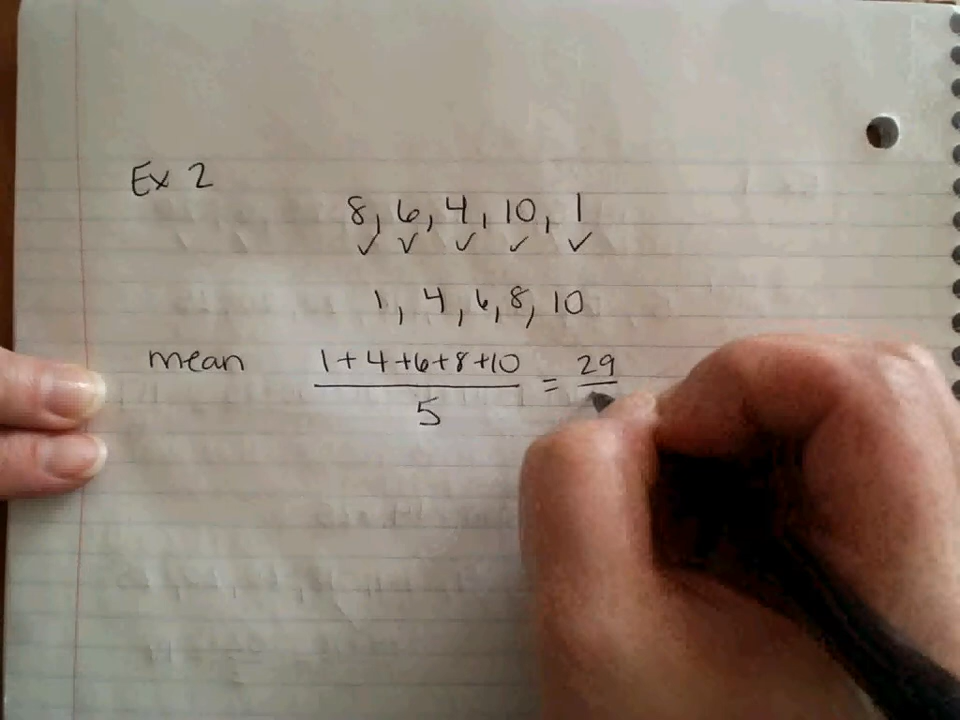 Ex 2
8, 6, 4, 10, 1
✓ ✓ ✓ ✓ ✓
1, 4, 6, 8, 10
mean 1+4+6+8+10 = 29
5